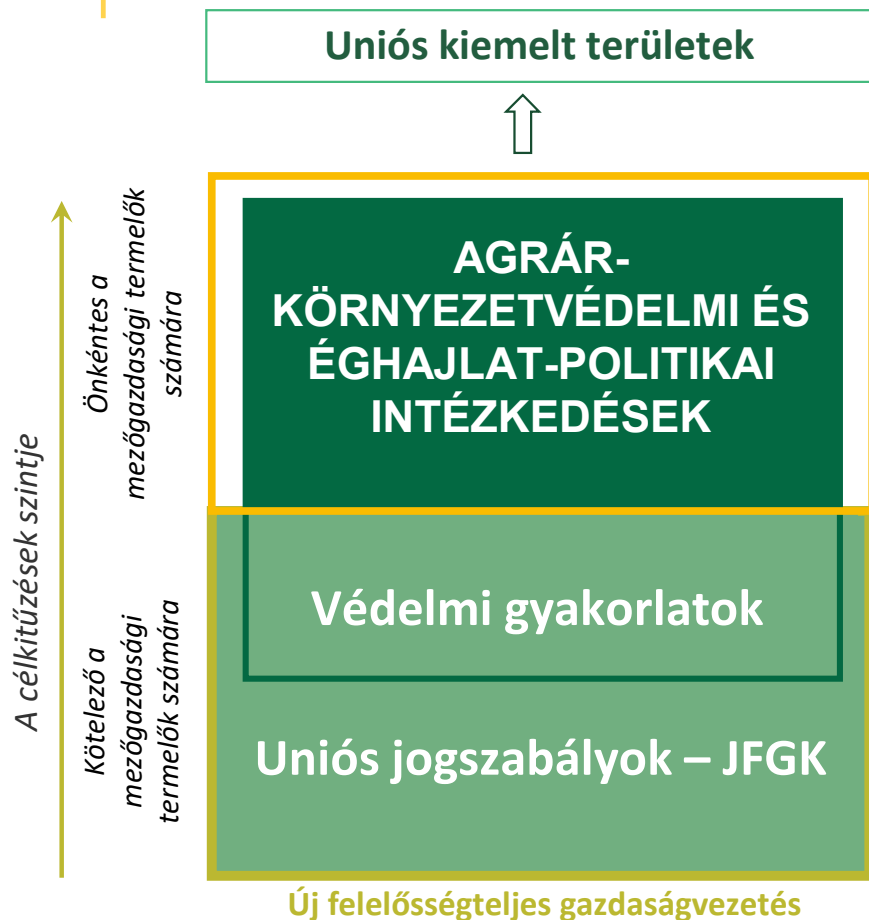 Uniós kiemelt területek
A célkitűzések szintje
Önkéntes a
mezőgazdasági termelők
számára
AGRÁR-
KÖRNYEZETVÉDELMI ÉS
ÉGHAJLAT-POLITIKAI
INTÉZKEDÉSEK
Kötelező a
mezőgazdasági
termelők számára
Védelmi gyakorlatok
Uniós jogszabályok – JFGK
Új felelősségteljes gazdaságvezetés